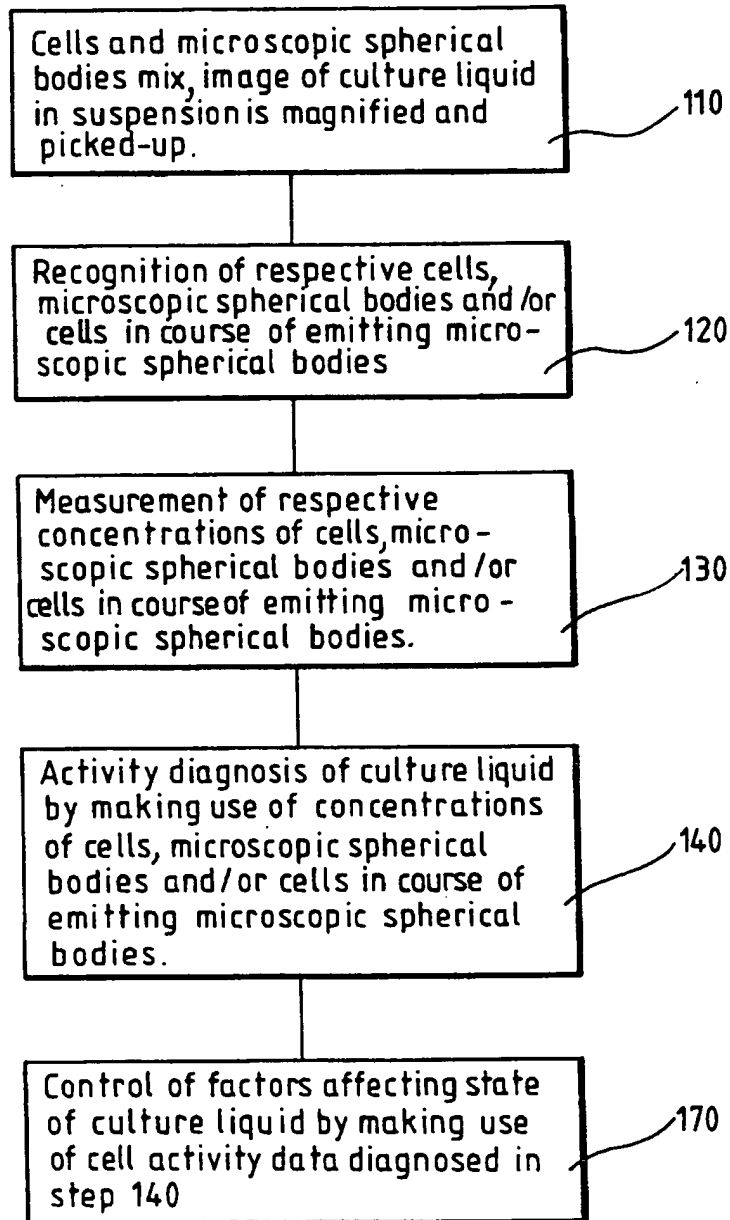 Cells and microscopic spherical
bodies mix, image of culture liquid
in suspension is magnified and
picked-up.
110
Recognition of respective cells,
microscopic spherical bodies and/or
cells in course of emitting micro-
scopic spherical bodies
120
Measurement of respective
concentrations of cells, micro-
scopic spherical bodies and/or
cells in course of emitting micro-
scopic spherical bodies.
130
Activity diagnosis of culture liquid
by making use of concentrations
of cells, microscopic spherical
bodies and/or cells in course of
emitting microscopic spherical
bodies.
140
Control of factors affecting state
of culture liquid by making use
of cell activity data diagnosed in
step 140
170